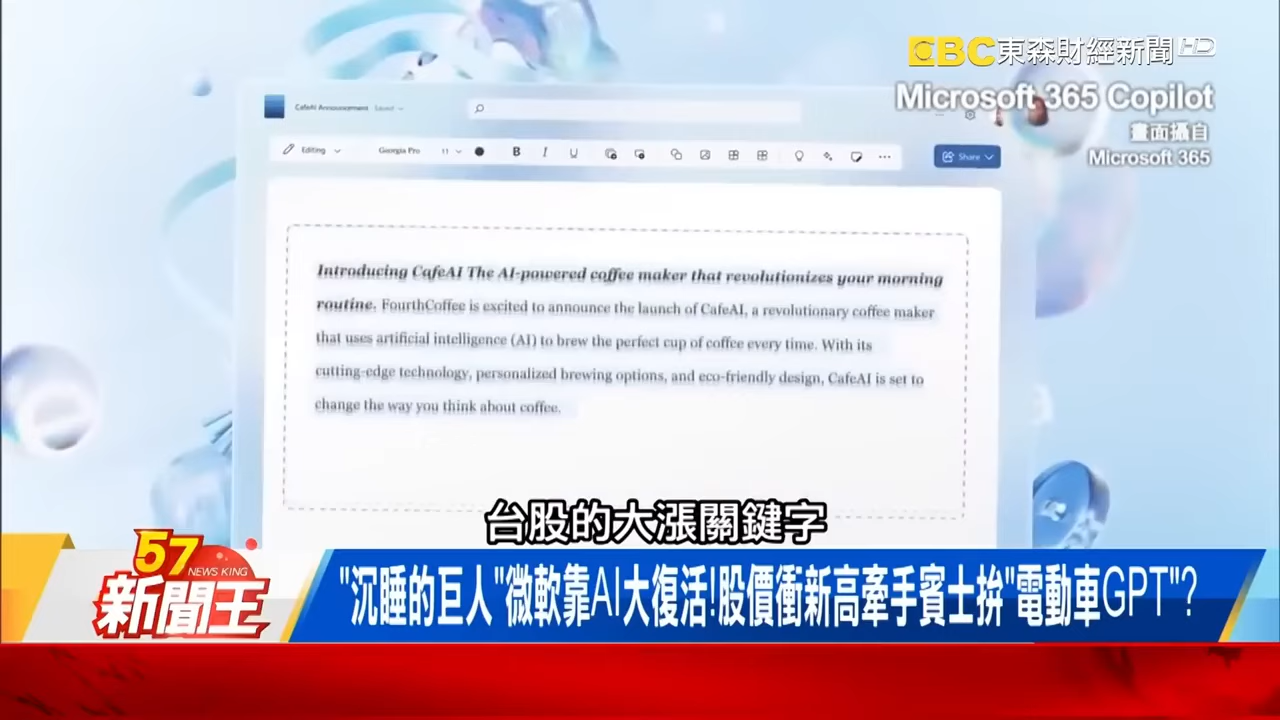 EBC 東森財經新聞 HD
Microsoft 365 Copilot
畫面攝自
Microsoft 365
CafeAI Announcement Saved
Editing
Georgia Pro
11
B I U
Share
Introducing CafeAI The AI-powered coffee maker that revolutionizes your morning
routine. FourthCoffee is excited to announce the launch of CafeAI, a revolutionary coffee maker
that uses artificial intelligence (AI) to brew the perfect cup of coffee every time. With its
cutting-edge technology, personalized brewing options, and eco-friendly design, CafeAI is set to
change the way you think about coffee.
台股的大漲關鍵字
57
NEWS KING
新聞王
"沉睡的巨人"微軟靠AI大復活!股價衝新高牽手賓士拚"電動車GPT"?